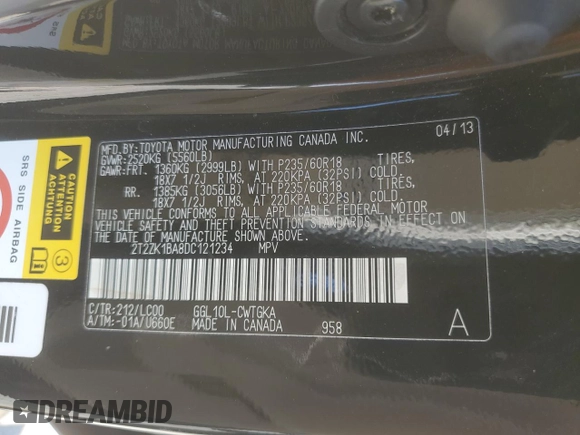 MFD.BY:TOYOTA MOTOR MANUFACTURING CANADA INC. 04/13
GVWR:2520KG (5560LB)
GAWR:FRT. 1360KG (2999LB) WITH P235/60R18 TIRES,
18X7 1/2J RIMS, AT 220KPA (32PSI) COLD.
RR. 1385KG (3056LB) WITH P235/60R18 TIRES,
18X7 1/2J RIMS, AT 220KPA (32PSI) COLD.
THIS VEHICLE CONFORMS TO ALL APPLICABLE FEDERAL MOTOR
VEHICLE SAFETY AND THEFT PREVENTION STANDARDS IN EFFECT ON
THE DATE OF MANUFACTURE SHOWN ABOVE.
2T2ZK1BA8DC121234 MPV
C/TR:212/LC00 GGL10L-CWTGKA
A/TM:-01A/U660E MADE IN CANADA 958 A
CAUTION
ATTENTION
3
SRS SIDE AIRBAG
DREAMBID